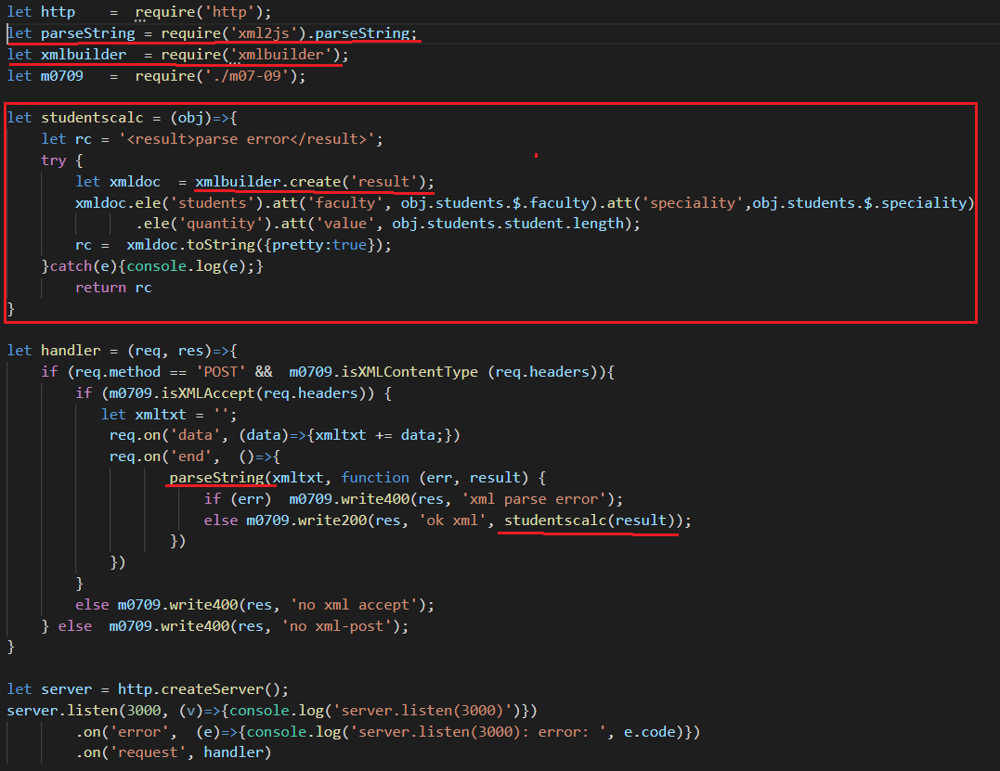 let http    =  require('http');
let parseString = require('xml2js').parseString;
let xmlbuilder  = require('xmlbuilder');
let m0709   =  require('./m07-09');
let studentscalc = (obj)=>{
    let rc = '<result>parse error</result>';
    try {
        let xmldoc  = xmlbuilder.create('result');
        xmldoc.ele('students').att('faculty', obj.students.$.faculty).att('speciality',obj.students.$.speciality)
               .ele('quantity').att('value', obj.students.student.length);
        rc =  xmldoc.toString({pretty:true});
    }catch(e){console.log(e);}
        return rc
}
let handler = (req, res)=>{
    if (req.method == 'POST' &&  m0709.isXMLContentType (req.headers)){
        if (m0709.isXMLAccept(req.headers)) {
           let xmltxt = '';
            req.on('data', (data)=>{xmltxt += data;})
            req.on('end',  ()=>{
                   parseString(xmltxt, function (err, result) {
                       if (err)  m0709.write400(res, 'xml parse error');
                       else m0709.write200(res, 'ok xml', studentscalc(result));
                   })
            })
        }
        else m0709.write400(res, 'no xml accept');
    } else  m0709.write400(res, 'no xml-post');
}
let server = http.createServer();
server.listen(3000, (v)=>{console.log('server.listen(3000)')})
        .on('error',  (e)=>{console.log('server.listen(3000): error: ', e.code)})
        .on('request', handler)